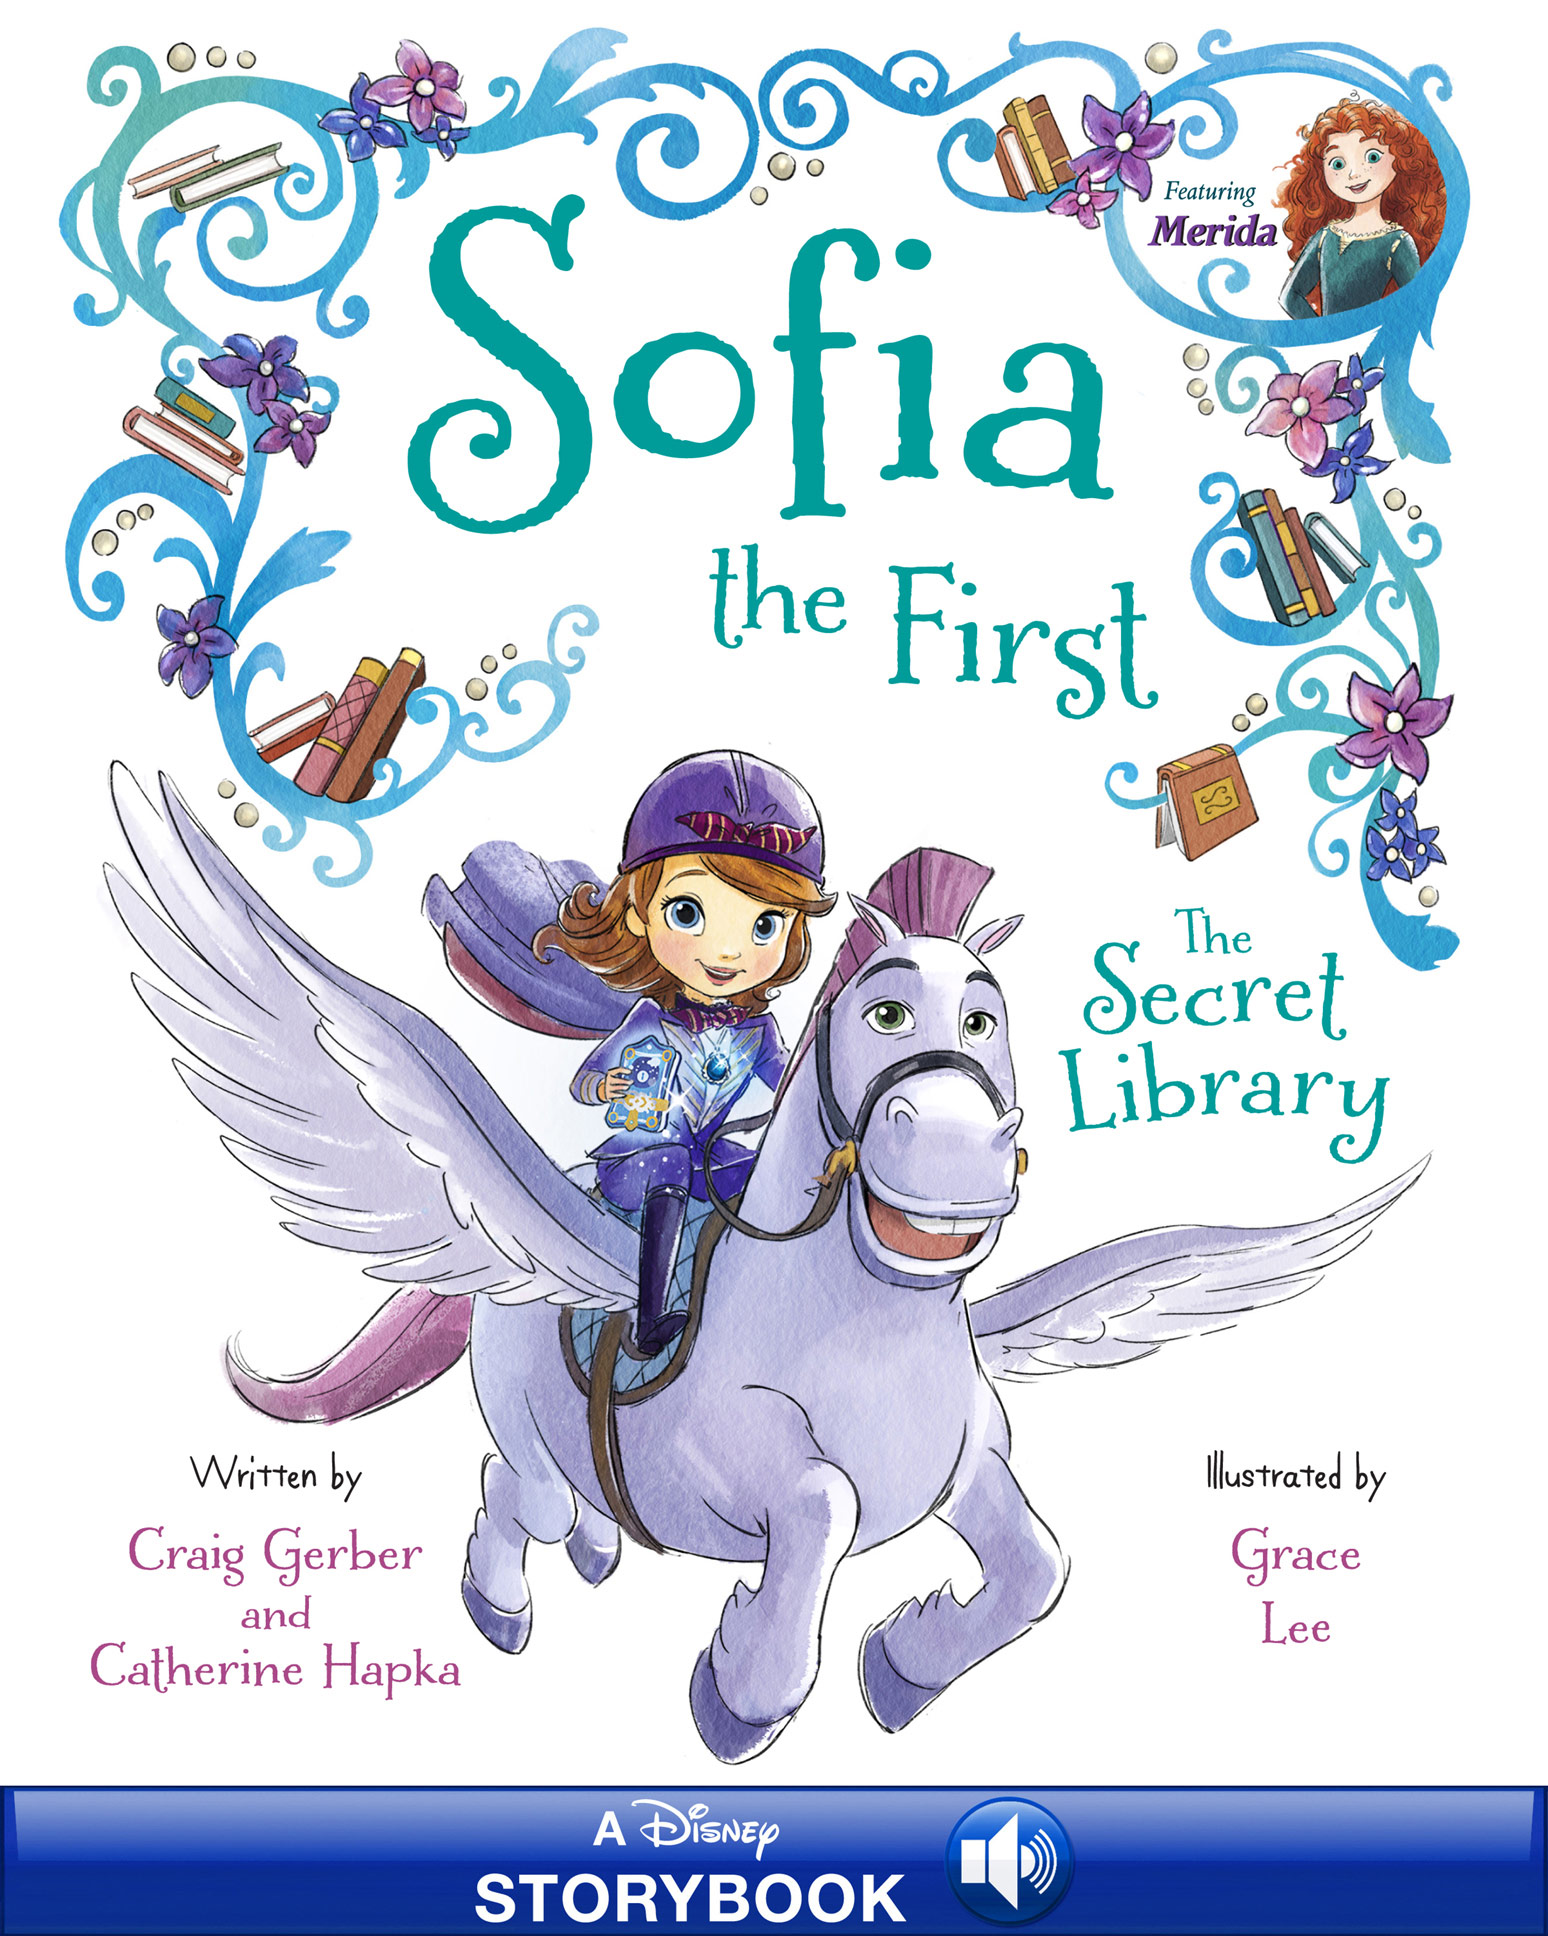 Featuring
Merida
Sofia
the First
The
Secret
Library
Written by
Craig Gerber
and
Catherine Hapka
Illustrated by
Grace
Lee
A Disney
STORYBOOK